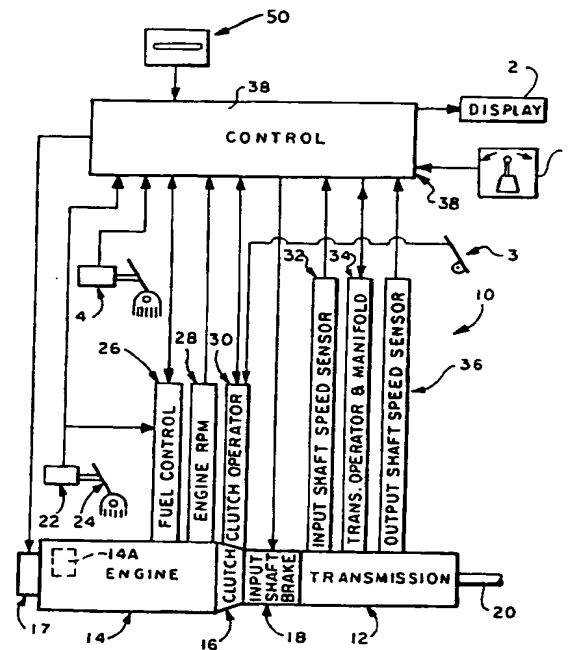 50
38
2
DISPLAY
CONTROL
38
32
34
3
4
10
26
28
30
36
FUEL CONTROL
ENGINE RPM
CLUTCH OPERATOR
INPUT SHAFT SPEED SENSOR
TRANS. OPERATOR & MANIFOLD
OUTPUT SHAFT SPEED SENSOR
22
24
14A
ENGINE
CLUTCH
INPUT
SHAFT
BRAKE
TRANSMISSION
17
14
16
18
12
20